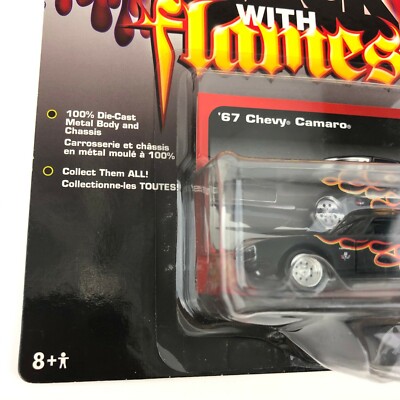 WITH
flames
'67 Chevy® Camaro®
100% Die-Cast
Metal Body and
Chassis
Carrosserie et châssis
en métal moulé à 100%
Collect Them ALL!
Collectionne-les TOUTES
8+